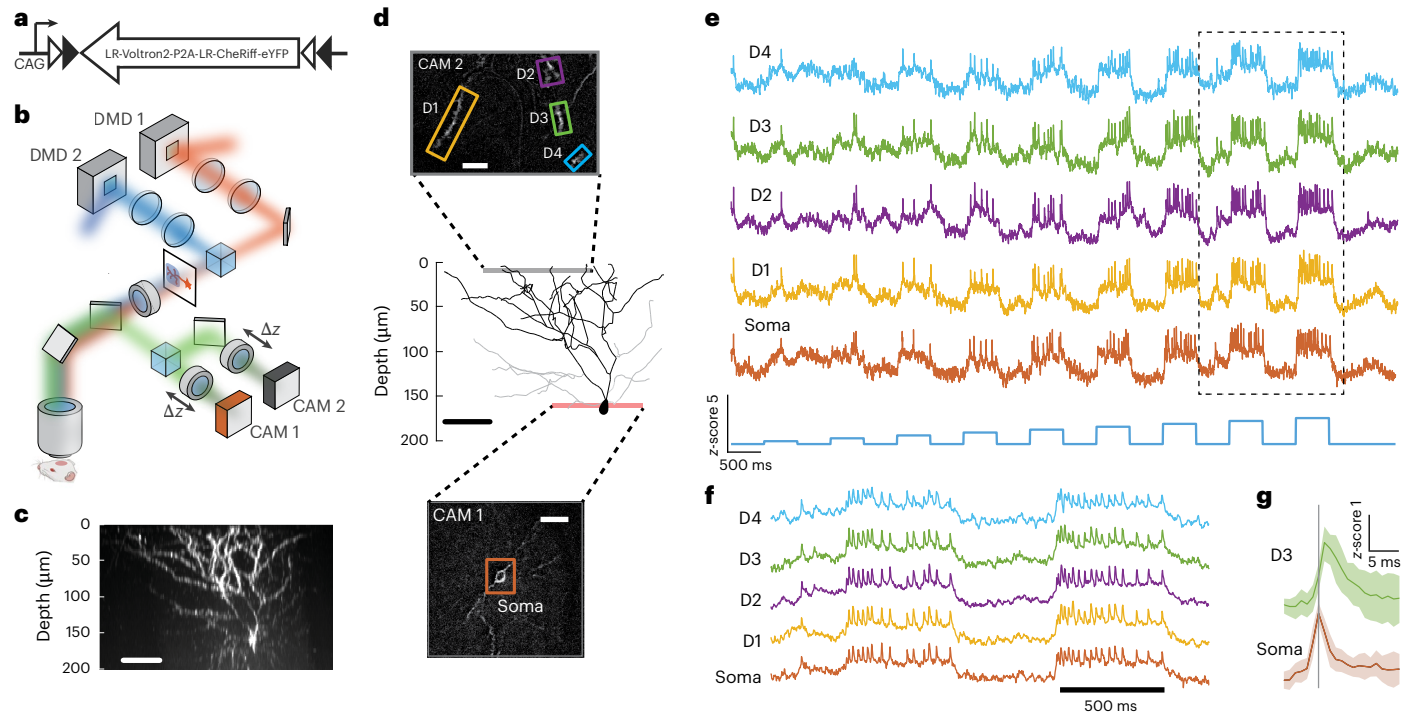 a
CAG
LR-Voltron2-P2A-LR-CheRiff-eYFP
b
DMD 1
DMD 2
Δz
Δz
CAM 2
CAM 1
c
Depth (μm)
0
50
100
150
200
d
CAM 2
D1
D2
D3
D4
Depth (μm)
0
50
100
150
200
CAM 1
Soma
e
D4
D3
D2
D1
Soma
z-score 5
500 ms
f
D4
D3
D2
D1
Soma
500 ms
g
D3
z-score 1
5 ms
Soma